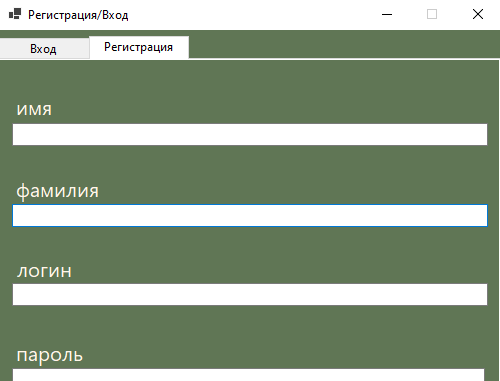 Регистрация/Вход
Вход Регистрация
имя
фамилия
логин
пароль